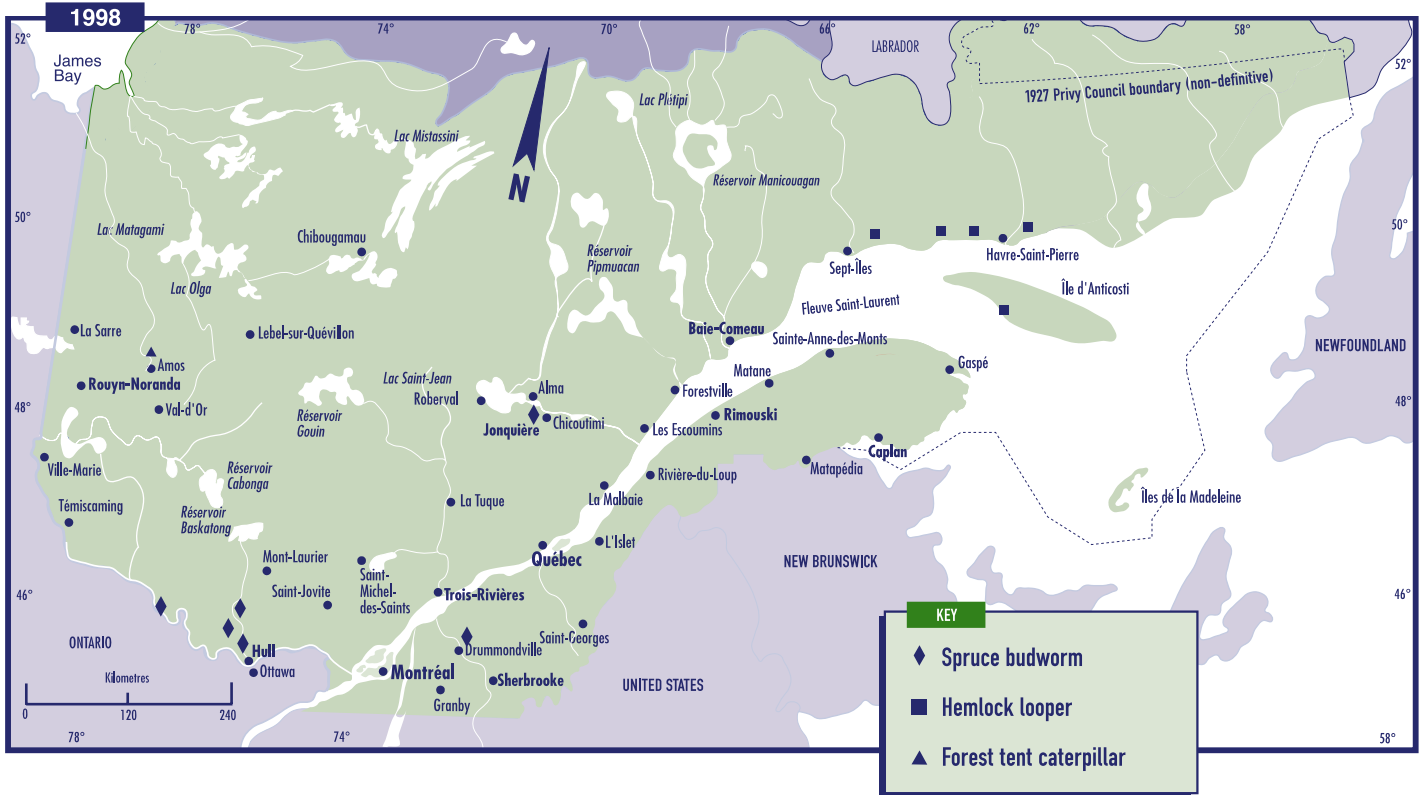 1998
78°
74°
70°
66°
62°
58°
52°
James
Bay
LABRADOR
52°
1927 Privy Council boundary (non-definitive)
Lac Plétipi
Lac Mistassini
N
Réservoir Manicouagan
50°
Lac Matagami
Chibougamau
Réservoir
Pipmuacan
Sept-Îles
Havre-Saint-Pierre
50°
Lac Olga
Île d'Anticosti
Fleuve Saint-Laurent
La Sarre
Lebel-sur-Quévillon
Baie-Comeau
Sainte-Anne-des-Monts
NEWFOUNDLAND
Amos
Rouyn-Noranda
Val-d'Or
Lac Saint-Jean
Roberval
Alma
Jonquière
Chicoutimi
Forestville
Matane
Gaspé
48°
Réservoir
Gouin
Les Escoumins
Rimouski
48°
Caplan
Ville-Marie
Réservoir
Cabonga
Rivière-du-Loup
Matapédia
Témiscaming
Réservoir
Baskatong
La Tuque
La Malbaie
Îles de la Madeleine
L'Islet
Québec
Mont-Laurier
Saint-Jovite
Saint-
Michel-
des-Saints
NEW BRUNSWICK
46°
Trois-Rivières
46°
ONTARIO
Hull
Ottawa
Saint-Georges
Drummondville
Montréal
Sherbrooke
Granby
UNITED STATES
Kilometres
0
120
240
78°
74°
58°
KEY
Spruce budworm
Hemlock looper
Forest tent caterpillar